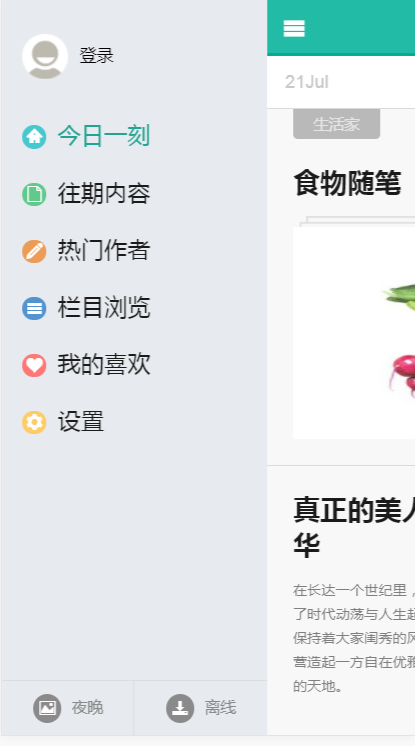 登录
今日一刻
往期内容
热门作者
栏目浏览
我的喜欢
设置
夜晚
离线
21Jul
生活家
食物随笔
真正的美人
华
在长达一个世纪里，
了时代动荡与人生起
保持着大家闺秀的风
营造起一方自在优雅
的天地。